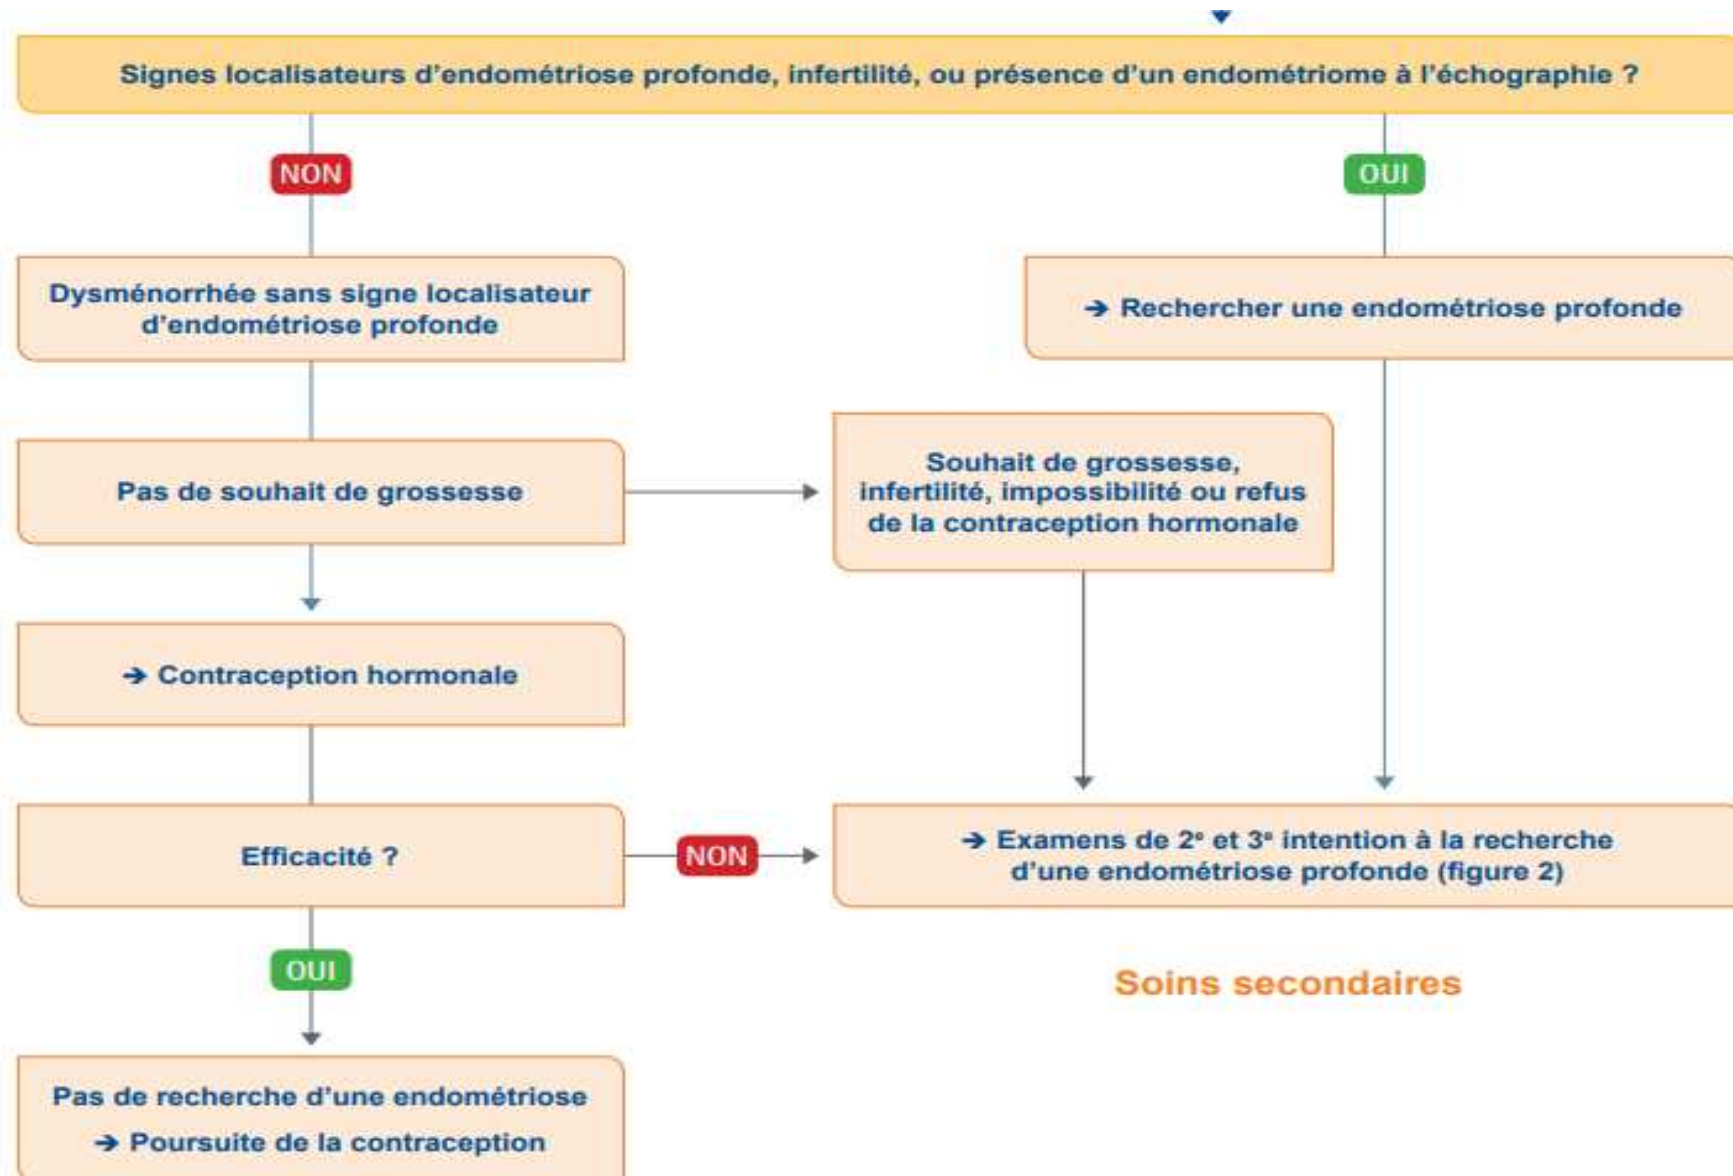 Signes localisateurs d'endométriose profonde, infertilité, ou présence d'un endométriome à l'échographie ?
NON
OUI
Dysménorrhée sans signe localisateur
d'endométriose profonde
→ Rechercher une endométriose profonde
Pas de souhait de grossesse
Souhait de grossesse,
infertilité, impossibilité ou refus
de la contraception hormonale
→ Contraception hormonale
Efficacité ?
NON
→ Examens de 2e et 3e intention à la recherche
d'une endométriose profonde (figure 2)
OUI
Soins secondaires
Pas de recherche d'une endométriose
→ Poursuite de la contraception